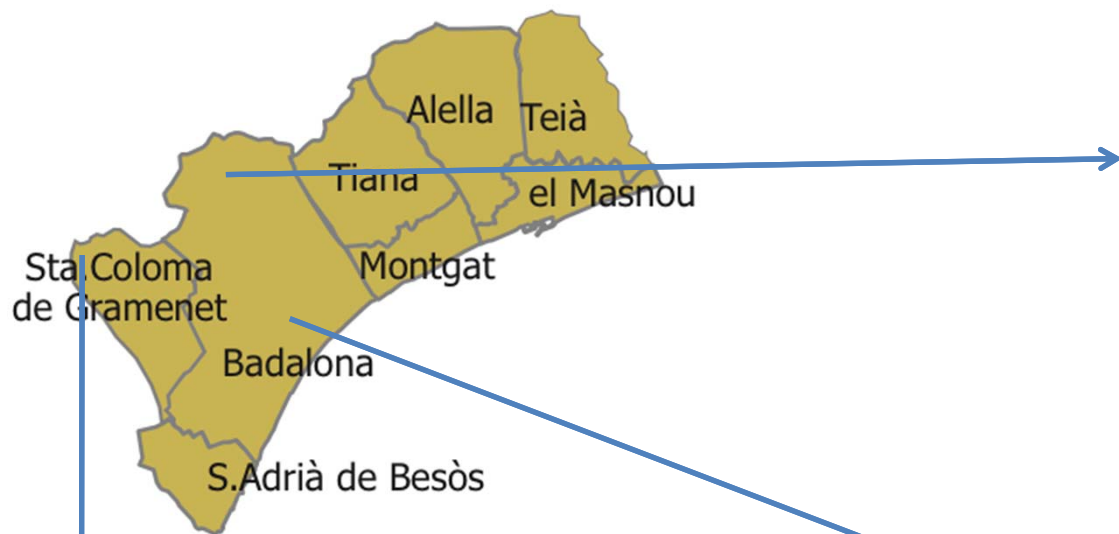 Alella
Teià
Tiana
el Masnou
Sta.Coloma
de Gramenet
Montgat
Badalona
S.Adrià de Besòs